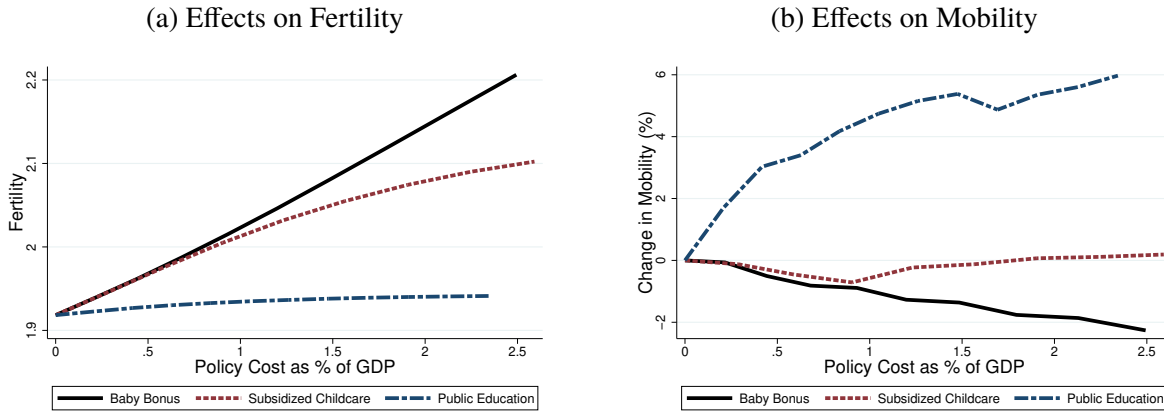 (a) Effects on Fertility
2.2
2.1
2
1.9
Fertility
0 .5 1 1.5 2 2.5
Policy Cost as % of GDP
Baby Bonus Subsidized Childcare Public Education
(b) Effects on Mobility
6
4
2
0
−2
Change in Mobility (%)
0 .5 1 1.5 2 2.5
Policy Cost as % of GDP
Baby Bonus Subsidized Childcare Public Education